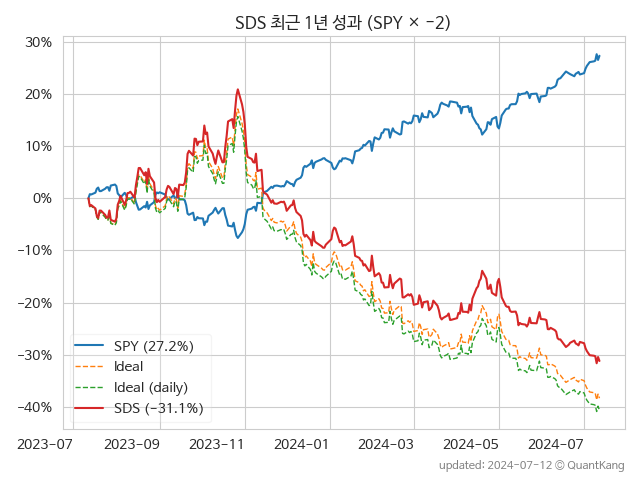 SDS 최근 1년 성과 (SPY × −2)
30%
20%
10%
0%
−10%
−20%
−30%
−40%
SPY (27.2%)
Ideal
Ideal (daily)
SDS (−31.1%)
2023-07 2023-09 2023-11 2024-01 2024-03 2024-05 2024-07
updated: 2024-07-12 © QuantKang